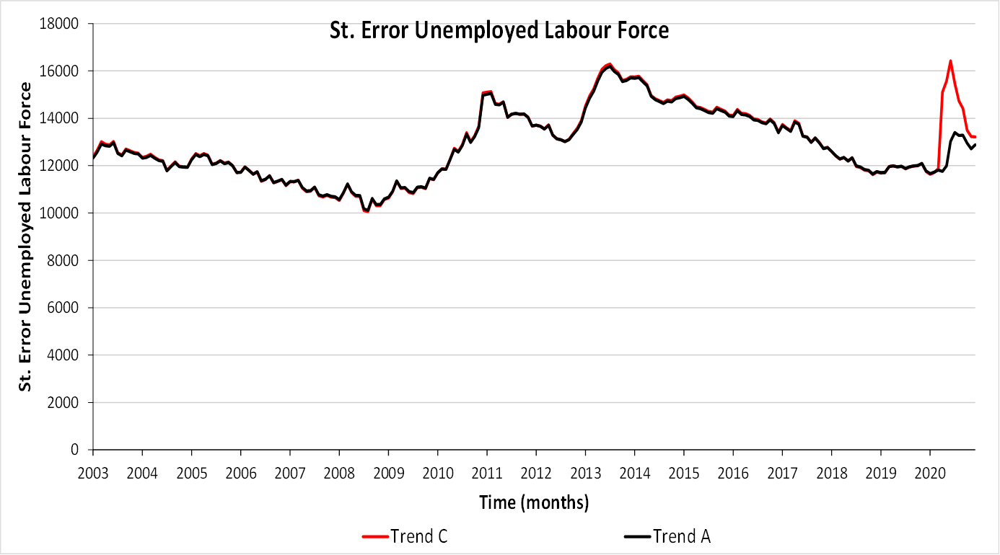 St. Error Unemployed Labour Force
St. Error Unemployed Labour Force
18000
16000
14000
12000
10000
8000
6000
4000
2000
0
2003 2004 2005 2006 2007 2008 2009 2010 2011 2012 2013 2014 2015 2016 2017 2018 2019 2020
Time (months)
Trend C Trend A